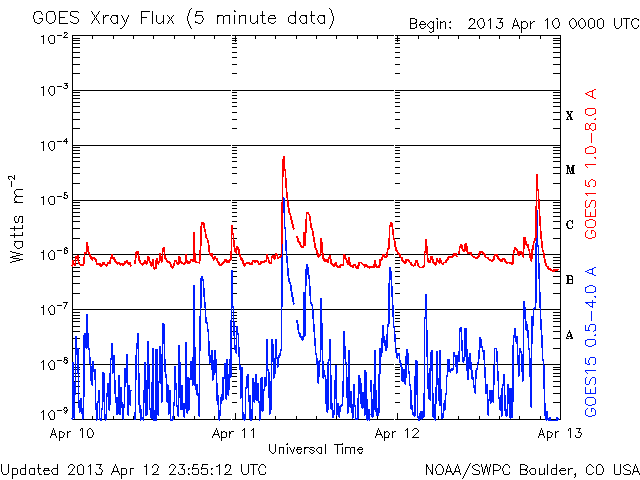 GOES Xray Flux (5 minute data)
Begin: 2013 Apr 10 0000 UTC
10⁻²
10⁻³
10⁻⁴
10⁻⁵
10⁻⁶
10⁻⁷
10⁻⁸
10⁻⁹
Watts m⁻²
X
M
C
B
A
GOES15 1.0-8.0 A
GOES15 0.5-4.0 A
Apr 10 Apr 11 Apr 12 Apr 13
Universal Time
Updated 2013 Apr 12 23:55:12 UTC
NOAA/SWPC Boulder, CO USA